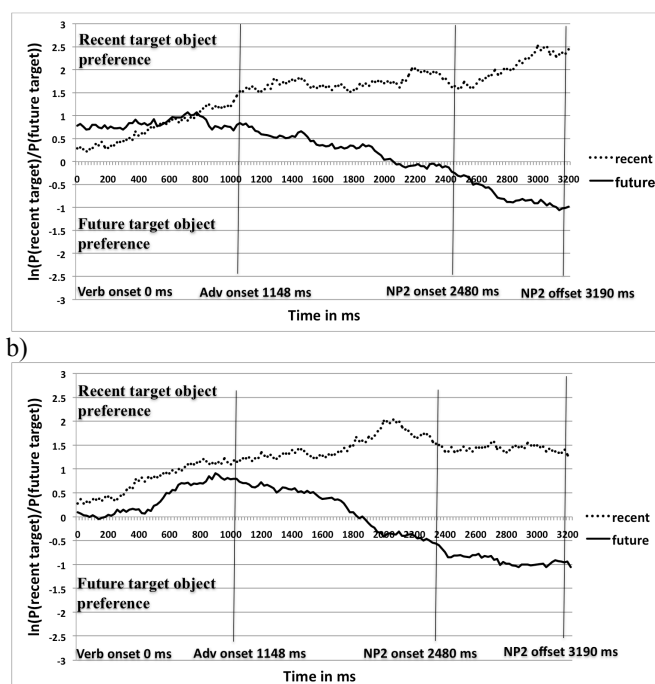 3
2.5
Recent target object
preference
2
1.5
1
0.5
0
0 200 400 600 800 1000 1200 1400 1600 1800 2000 2200 2400 2600 2800 3000 3200
-0.5
-1
Future target object
preference
-1.5
-2
-2.5
-3
Verb onset 0 ms Adv onset 1148 ms NP2 onset 2480 ms NP2 offset 3190 ms
Time in ms
ln(P(recent target)/P(future target))
recent
future
b)
3
2.5
Recent target object
preference
2
1.5
1
0.5
0
0 200 400 600 800 1000 1200 1400 1600 1800 2000 2200 2400 2600 2800 3000 3200
-0.5
-1
Future target object
preference
-1.5
-2
-2.5
-3
Verb onset 0 ms Adv onset 1148 ms NP2 onset 2480 ms NP2 offset 3190 ms
Time in ms
ln(P(recent target)/P(future target))
recent
future